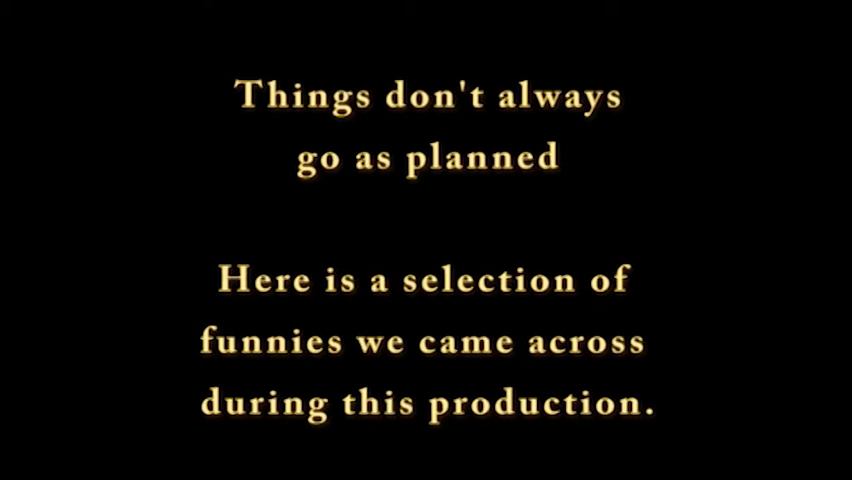 Things don't always
go as planned
Here is a selection of
funnies we came across
during this production.